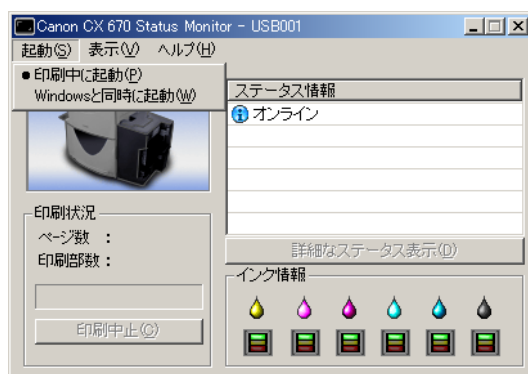 Canon CX 670 Status Monitor - USB001
起動(S) 表示(V) ヘルプ(H)
印刷中に起動(P)
Windowsと同時に起動(W)
ステータス情報
オンライン
印刷状況
ページ数 :
印刷部数 :
印刷中止(C)
詳細なステータス表示(D)
インク情報